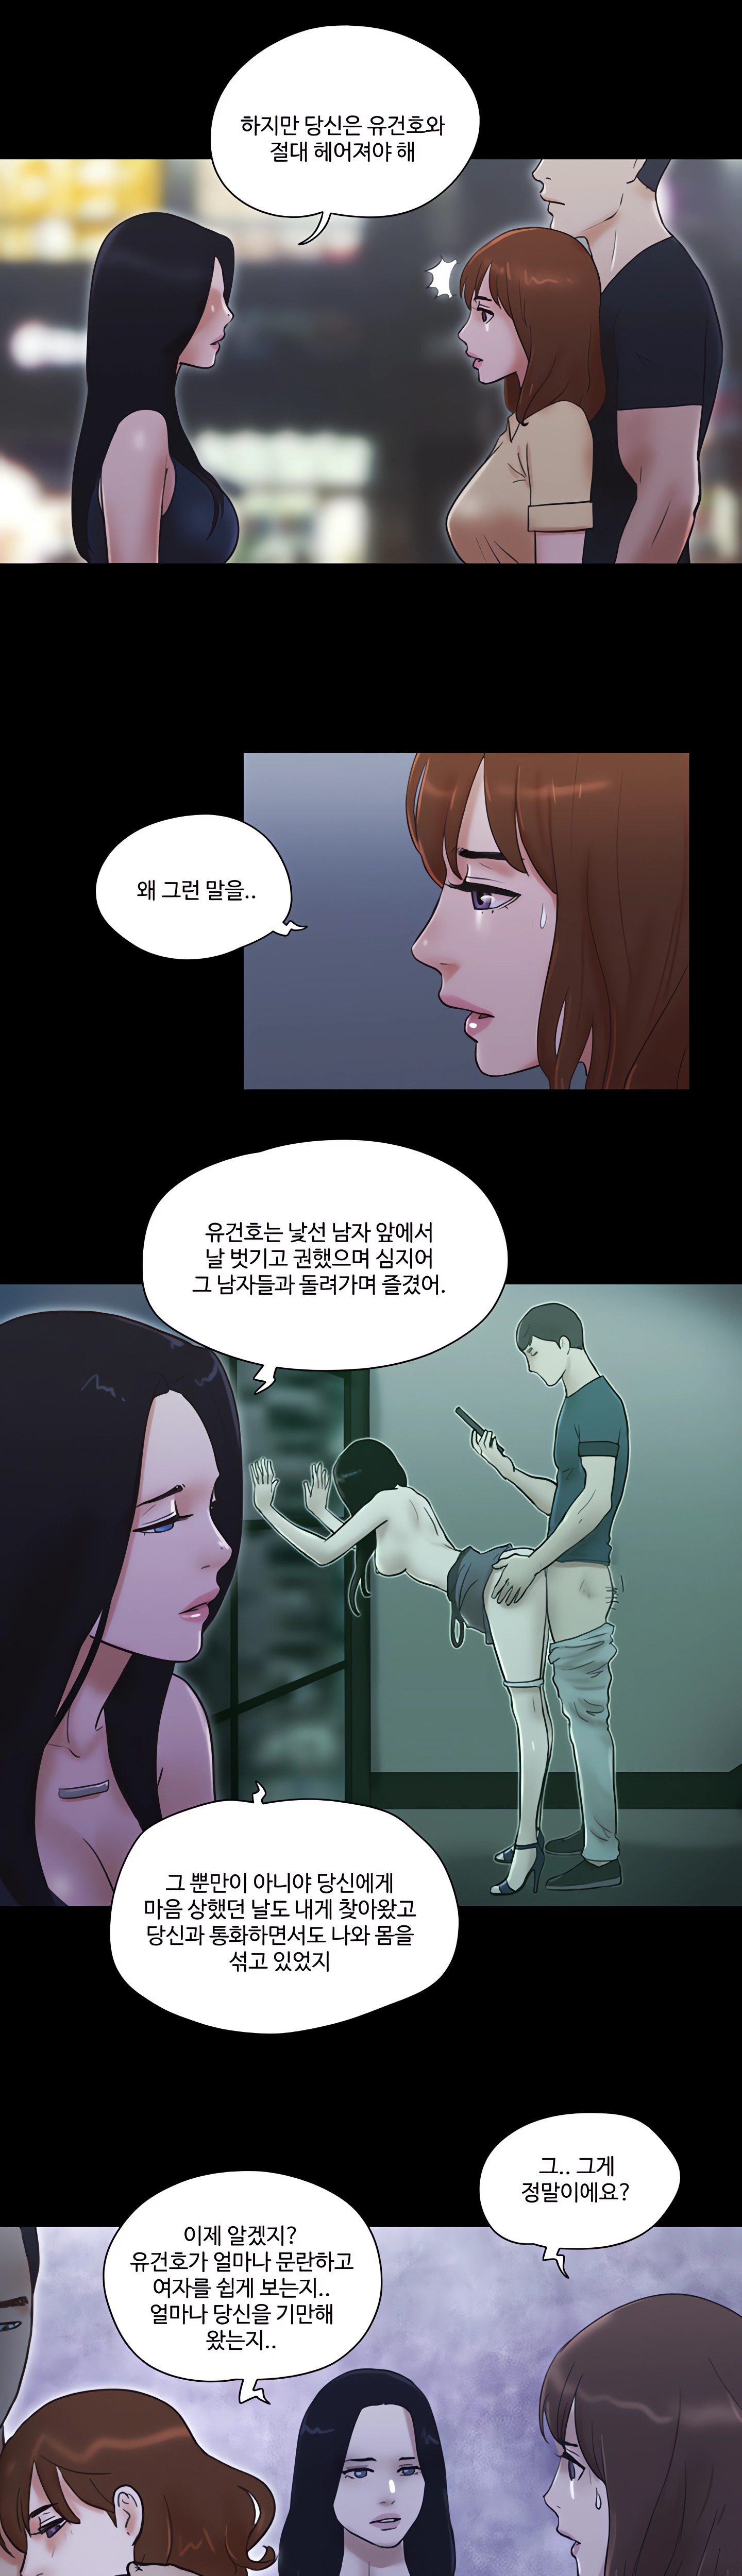 하지만 당신은 유건호와
절대 헤어져야 해
왜 그런 말을..
유건호는 낯선 남자 앞에서
날 벗기고 권했으며 심지어
그 남자들과 돌려가며 즐겼어.
그 뿐만이 아니야 당신에게
마음 상했던 날도 내게 찾아왔고
당신과 통화하면서도 나와 몸을
섞고 있었지
그.. 그게
정말이에요?
이제 알겠지?
유건호가 얼마나 문란하고
여자를 쉽게 보는지..
얼마나 당신을 기만해
왔는지..